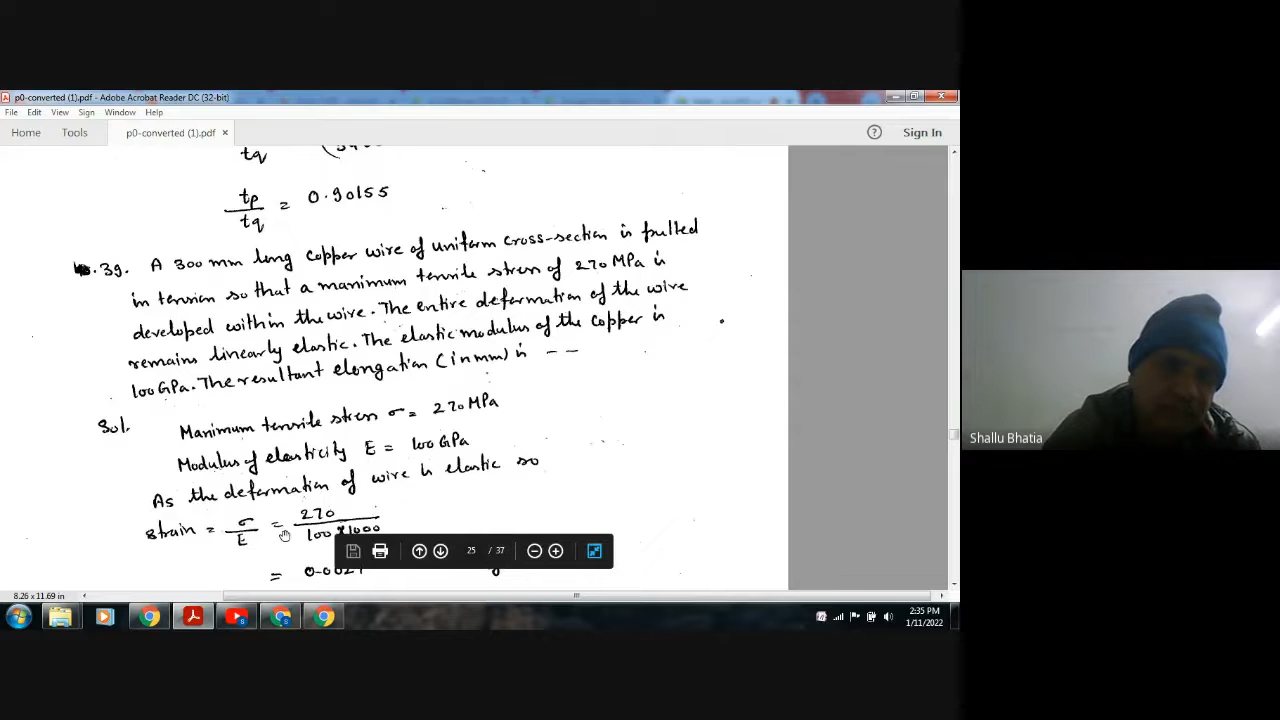 p0-converted (1).pdf - Adobe Acrobat Reader DC (32-bit)
File Edit View Sign Window Help
Home Tools p0-converted (1).pdf × ? Sign In
tq
tp
tq = 0.90155
39. A 300 mm long copper wire of uniform cross-section is pulled
in tension so that a maximum tensile stress of 270 MPa is
developed within the wire. The entire deformation of the wire
remains linearly elastic. The elastic modulus of the copper is
100 GPa. The resultant elongation (in mm) is - -
Sol. Maximum tensile stress σ = 270 MPa
Modulus of elasticity E = 100 GPa
As the deformation of wire is elastic so
strain = σ/E = 270/100×1000
= 0.0027
25 / 37
8.26 x 11.69 in
2:35 PM
1/11/2022
Shallu Bhatia